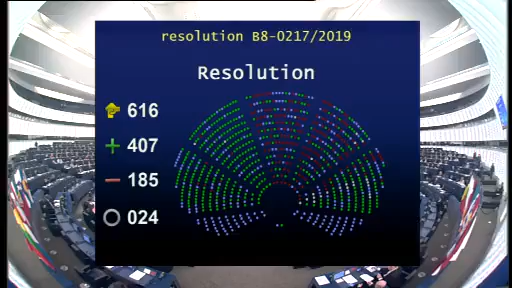 resolution B8-0217/2019
Resolution
616
+ 407
- 185
024